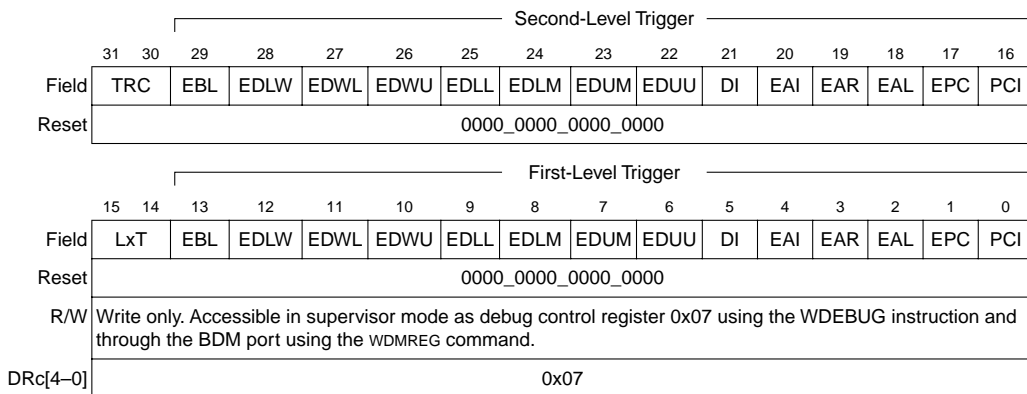 Second-Level Trigger
31 30 29 28 27 26 25 24 23 22 21 20 19 18 17 16
Field TRC EBL EDLW EDWL EDWU EDLL EDLM EDUM EDUU DI EAI EAR EAL EPC PCI
Reset 0000_0000_0000_0000
First-Level Trigger
15 14 13 12 11 10 9 8 7 6 5 4 3 2 1 0
Field LxT EBL EDLW EDWL EDWU EDLL EDLM EDUM EDUU DI EAI EAR EAL EPC PCI
Reset 0000_0000_0000_0000
R/W Write only. Accessible in supervisor mode as debug control register 0x07 using the WDEBUG instruction and
through the BDM port using the WDMREG command.
DRc[4–0] 0x07